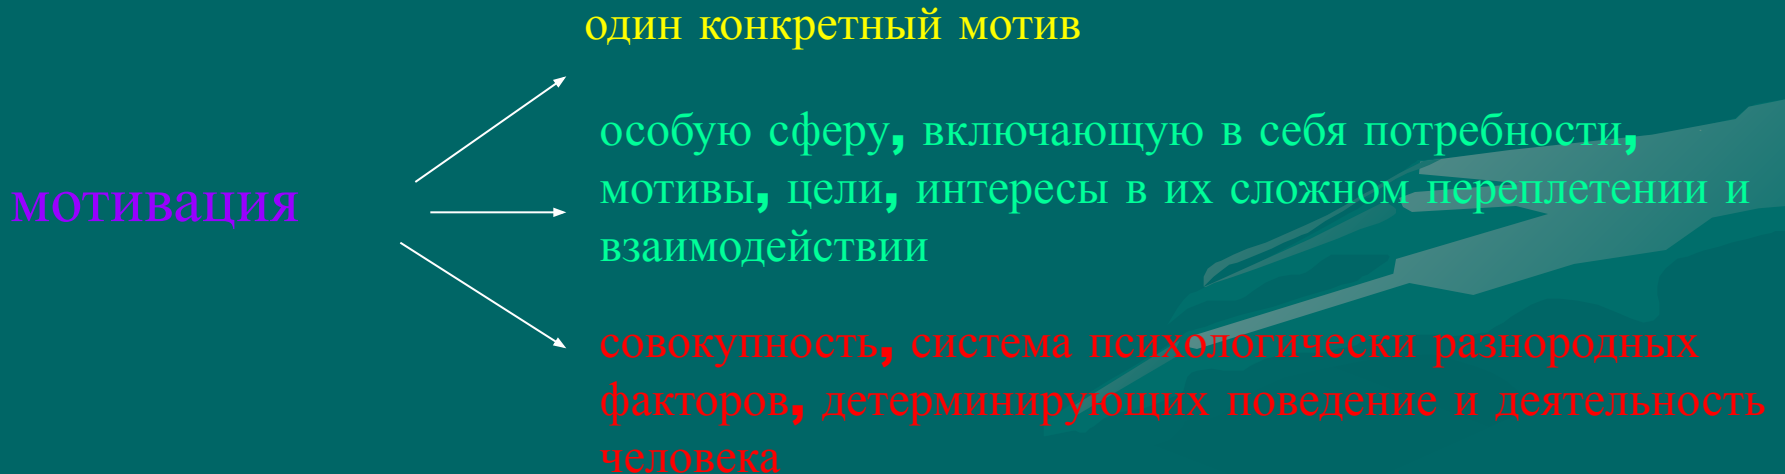 один конкретный мотив
мотивация
особую сферу, включающую в себя потребности,
мотивы, цели, интересы в их сложном переплетении и
взаимодействии
совокупность, система психологически разнородных
факторов, детерминирующих поведение и деятельность
человека